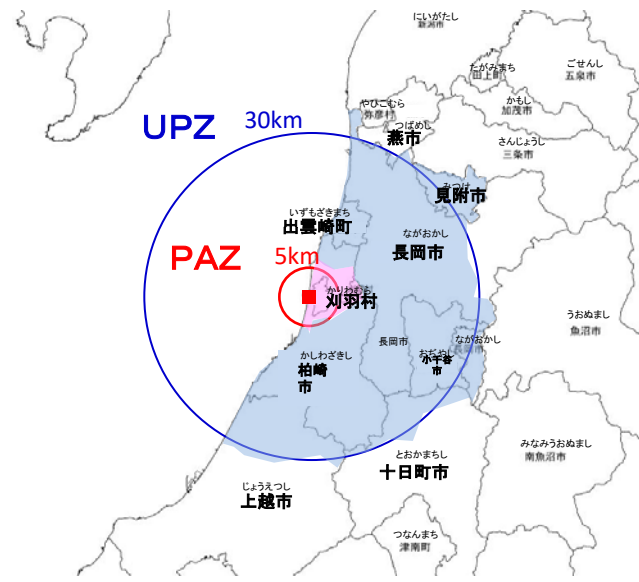 にいがたし
新潟市
ごせんし
五泉市
たがみまち
田上町
やひこむら
弥彦村
かもし
加茂市
つばめし
燕市
UPZ
30km
さんじょうし
三条市
みつけ
見附市
いずもざきまち
出雲崎町
ながおかし
長岡市
PAZ
5km
かりわむら
刈羽村
うおぬまし
魚沼市
ながおかし
長岡市
長岡市
おぢやし
小千谷
市
かしわざきし
柏崎
市
みなみうおぬまし
南魚沼市
とおかまちし
十日町市
じょうえつし
上越市
つなんまち
津南町